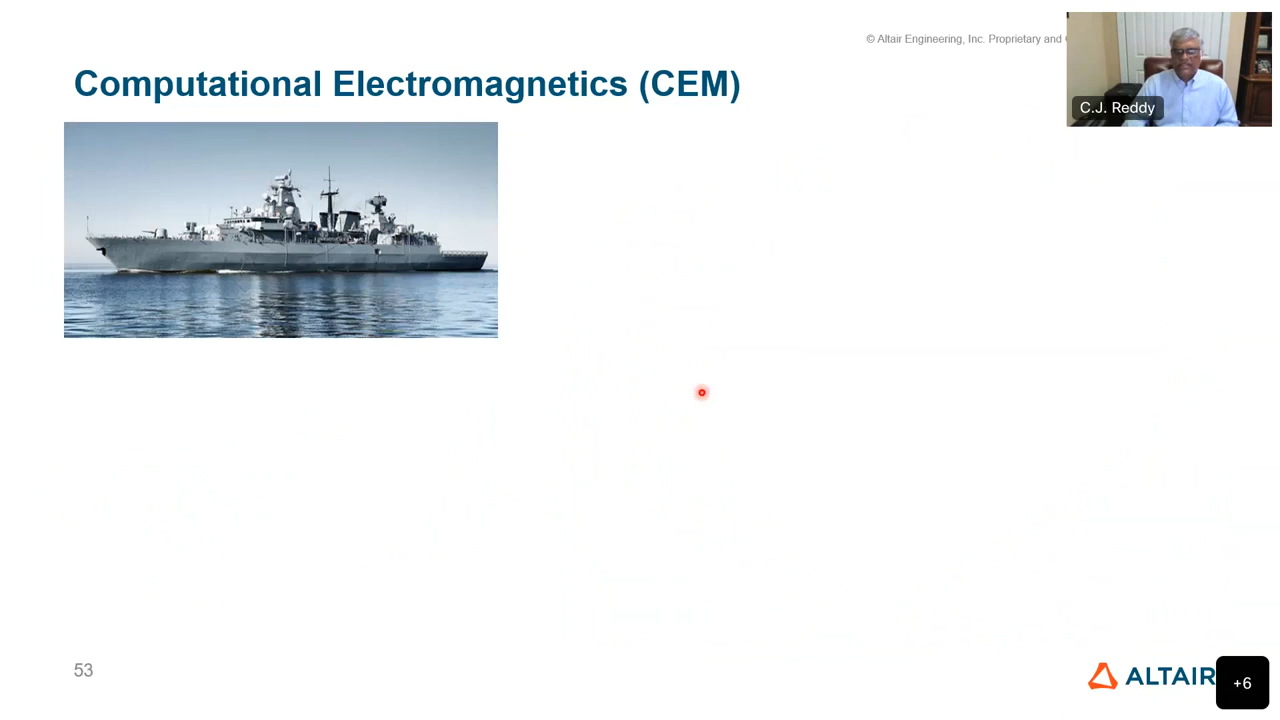 © Altair Engineering, Inc. Proprietary and
Computational Electromagnetics (CEM)
C.J. Reddy
53
ALTAIR
+6